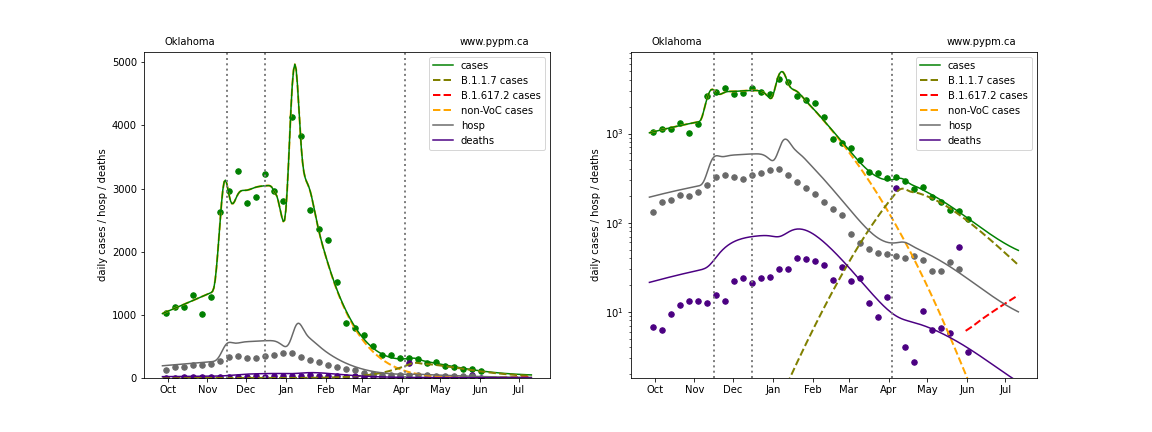 Oklahoma www.pypm.ca
5000
4000
3000
2000
1000
0
daily cases / hosp / deaths
cases
B.1.1.7 cases
B.1.617.2 cases
non-VoC cases
hosp
deaths
Oct Nov Dec Jan Feb Mar Apr May Jun Jul
Oklahoma www.pypm.ca
10³
10²
10¹
daily cases / hosp / deaths
cases
B.1.1.7 cases
B.1.617.2 cases
non-VoC cases
hosp
deaths
Oct Nov Dec Jan Feb Mar Apr May Jun Jul